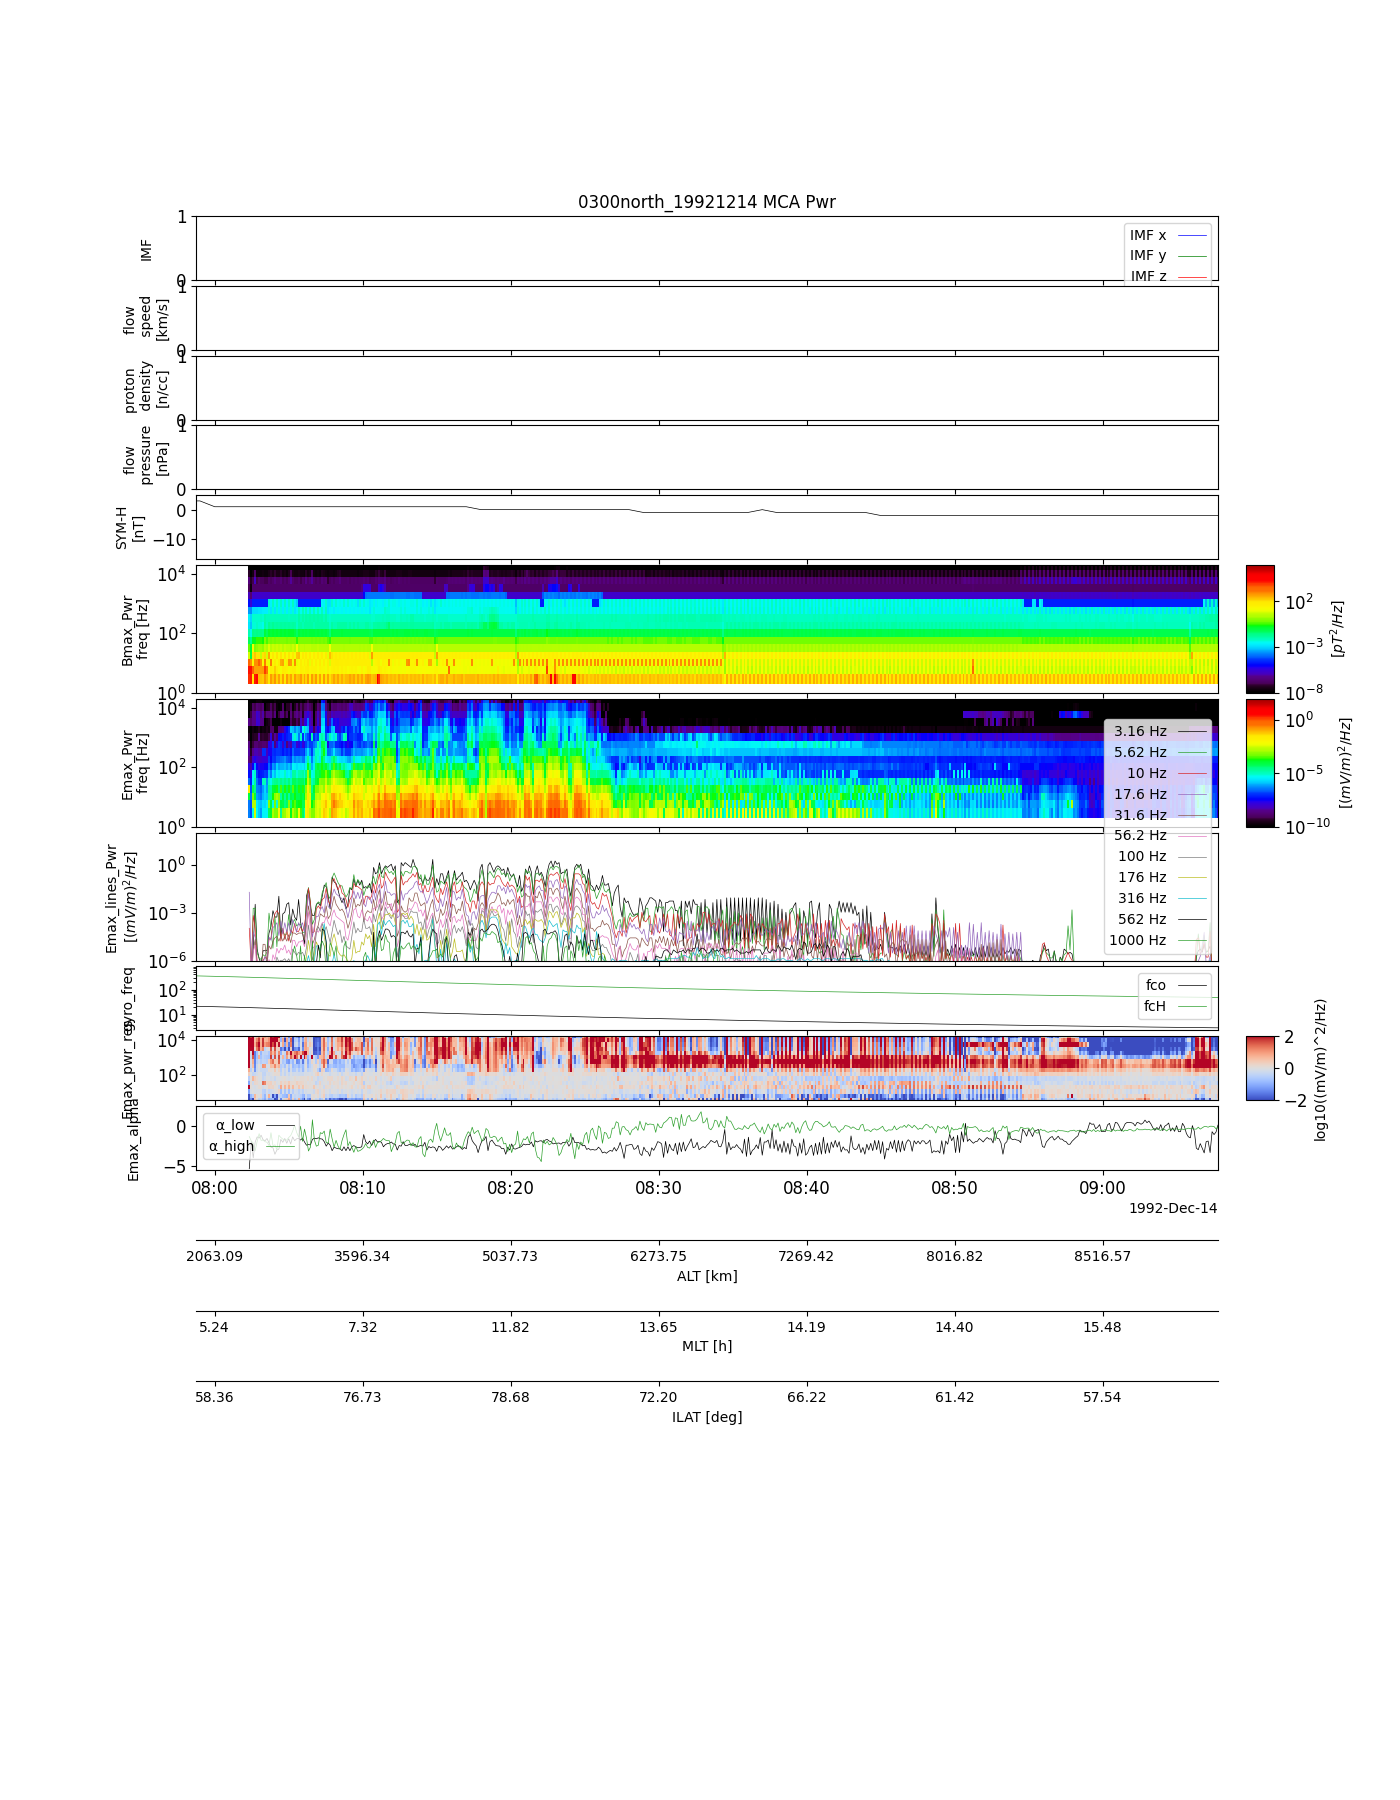 0300north_19921214 MCA Pwr
1
0
IMF
IMF x
IMF y
IMF z
1
0
flow
speed
[km/s]
1
0
proton
density
[n/cc]
1
0
flow
pressure
[nPa]
0
−10
SYM-H
[nT]
10^4
10^2
10^0
Bmax_Pwr
freq [Hz]
10^2
10^−3
10^−8
[pT^2/Hz]
10^4
10^2
10^0
Emax_Pwr
freq [Hz]
10^0
10^−5
10^−10
[(mV/m)^2/Hz]
3.16 Hz
5.62 Hz
10 Hz
17.6 Hz
31.6 Hz
56.2 Hz
100 Hz
176 Hz
316 Hz
562 Hz
1000 Hz
10^0
10^−3
10^−6
Emax_lines_Pwr
[(mV/m)^2/Hz]
10^2
10^1
gyro_freq
fco
fcH
10^4
10^2
Emax_pwr_reg
2
0
−2
log10((mV/m)^2/Hz)
0
−5
Emax_alpha
α_low
α_high
08:00 08:10 08:20 08:30 08:40 08:50 09:00
1992-Dec-14
2063.09 3596.34 5037.73 6273.75 7269.42 8016.82 8516.57
ALT [km]
5.24 7.32 11.82 13.65 14.19 14.40 15.48
MLT [h]
58.36 76.73 78.68 72.20 66.22 61.42 57.54
ILAT [deg]